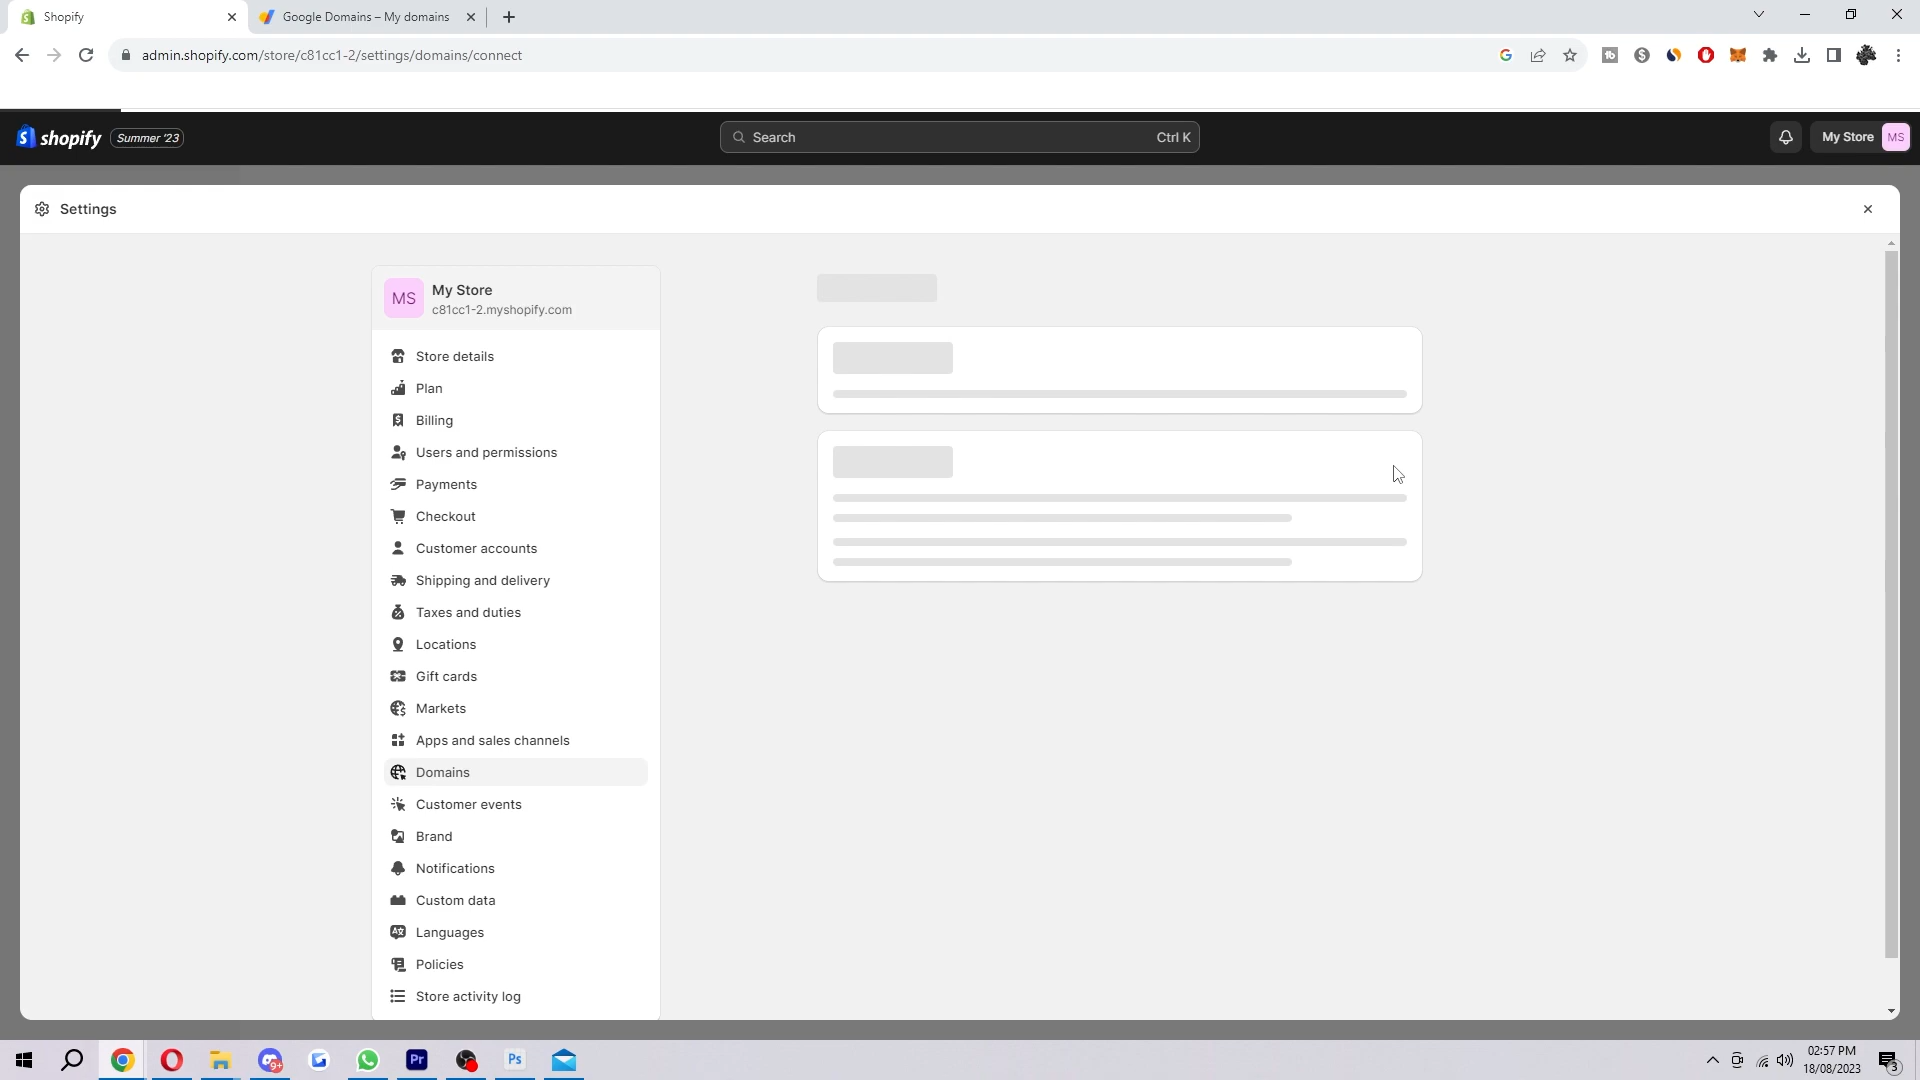 Shopify
Google Domains – My domains
admin.shopify.com/store/c81cc1-2/settings/domains/connect
shopify
Summer '23
Search
Ctrl K
My Store
MS
Settings
MS
My Store
c81cc1-2.myshopify.com
Store details
Plan
Billing
Users and permissions
Payments
Checkout
Customer accounts
Shipping and delivery
Taxes and duties
Locations
Gift cards
Markets
Apps and sales channels
Domains
Customer events
Brand
Notifications
Custom data
Languages
Policies
Store activity log
9+
Pr
Ps
02:57 PM
18/08/2023
3